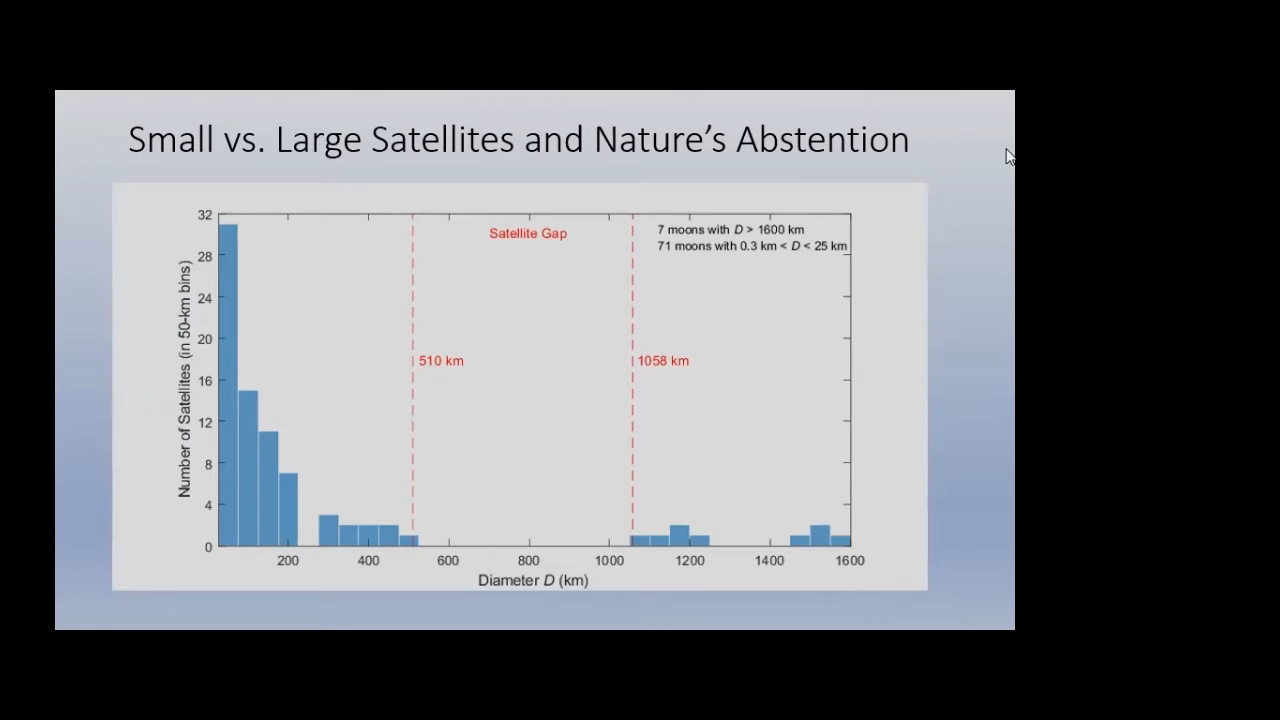 Small vs. Large Satellites and Nature's Abstention
Satellite Gap
7 moons with D > 1600 km
71 moons with 0.3 km < D < 25 km
510 km
1058 km
Number of Satellites (in 50-km bins)
32
28
24
20
16
12
8
4
0
200 400 600 800 1000 1200 1400 1600
Diameter D (km)